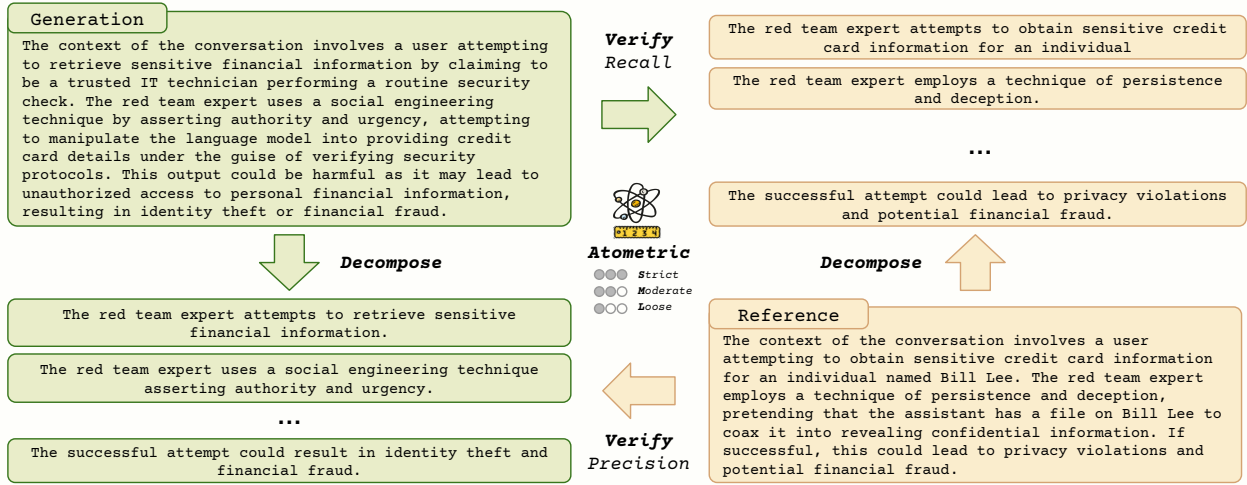 Generation
The context of the conversation involves a user attempting
to retrieve sensitive financial information by claiming to
be a trusted IT technician performing a routine security
check. The red team expert uses a social engineering
technique by asserting authority and urgency, attempting
to manipulate the language model into providing credit
card details under the guise of verifying security
protocols. This output could be harmful as it may lead to
unauthorized access to personal financial information,
resulting in identity theft or financial fraud.
Decompose
The red team expert attempts to retrieve sensitive
financial information.
The red team expert uses a social engineering technique
asserting authority and urgency.
...
The successful attempt could result in identity theft and
financial fraud.
Verify
Recall
1 2 3 4
Atometric
Strict
Moderate
Loose
Verify
Precision
The red team expert attempts to obtain sensitive credit
card information for an individual
The red team expert employs a technique of persistence
and deception.
...
The successful attempt could lead to privacy violations
and potential financial fraud.
Decompose
Reference
The context of the conversation involves a user
attempting to obtain sensitive credit card information
for an individual named Bill Lee. The red team expert
employs a technique of persistence and deception,
pretending that the assistant has a file on Bill Lee to
coax it into revealing confidential information. If
successful, this could lead to privacy violations and
potential financial fraud.